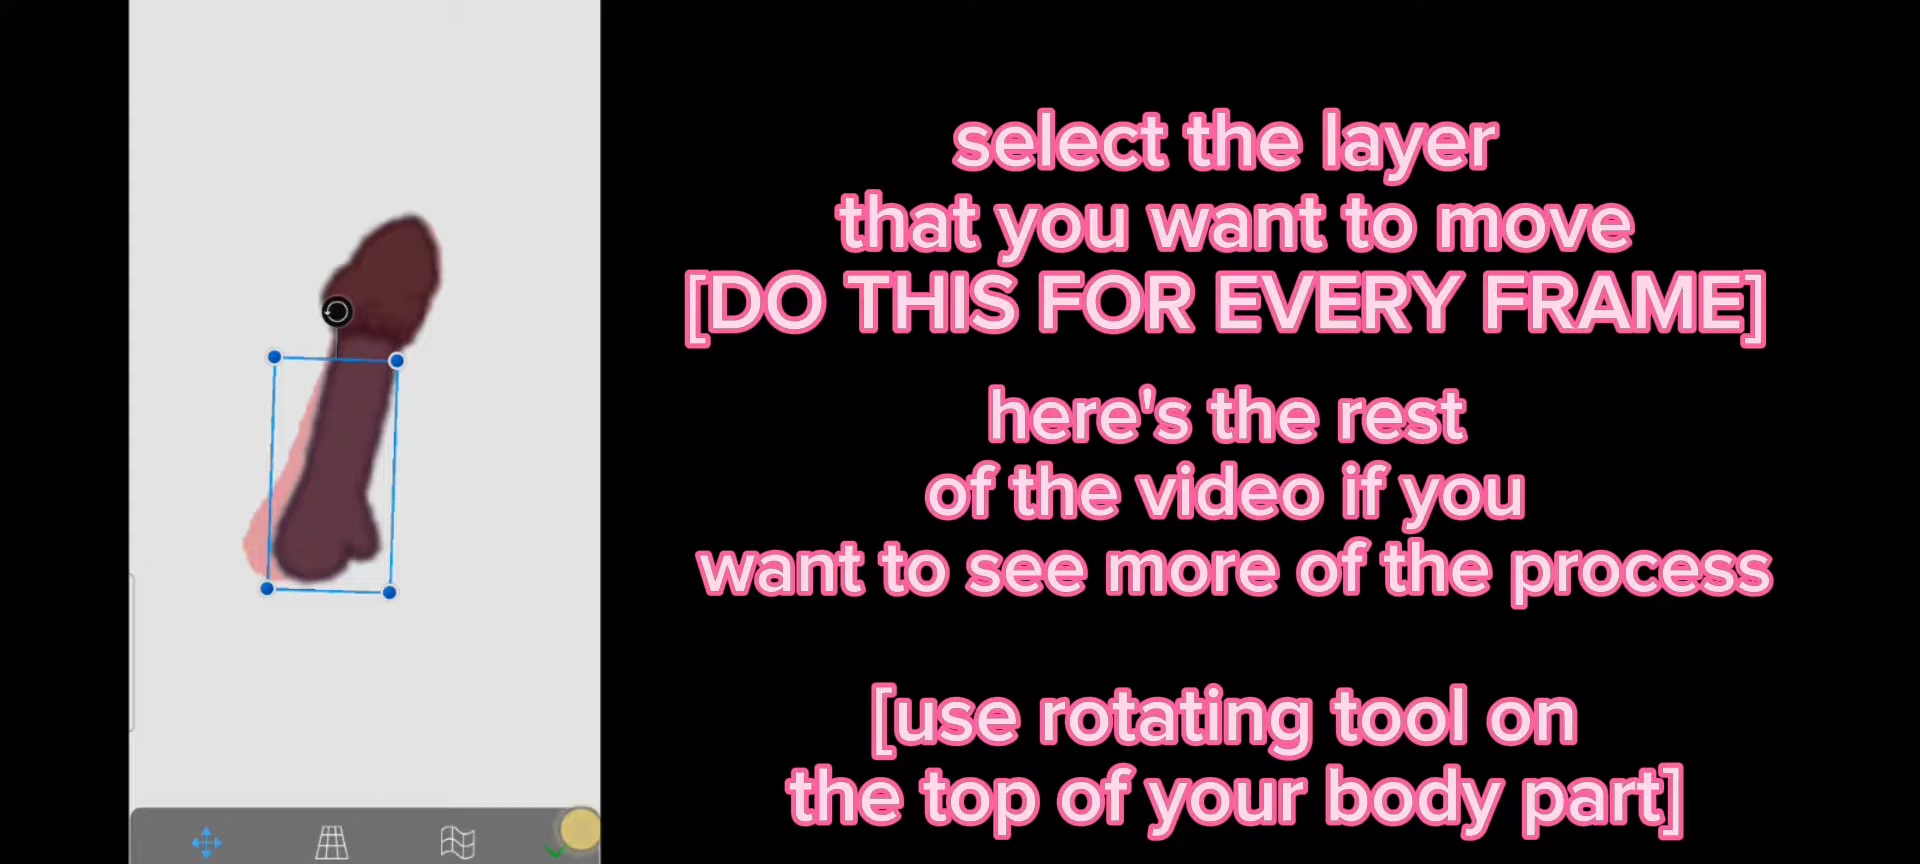 select the layer
that you want to move
[DO THIS FOR EVERY FRAME]
here's the rest
of the video if you
want to see more of the process
[use rotating tool on
the top of your body part]